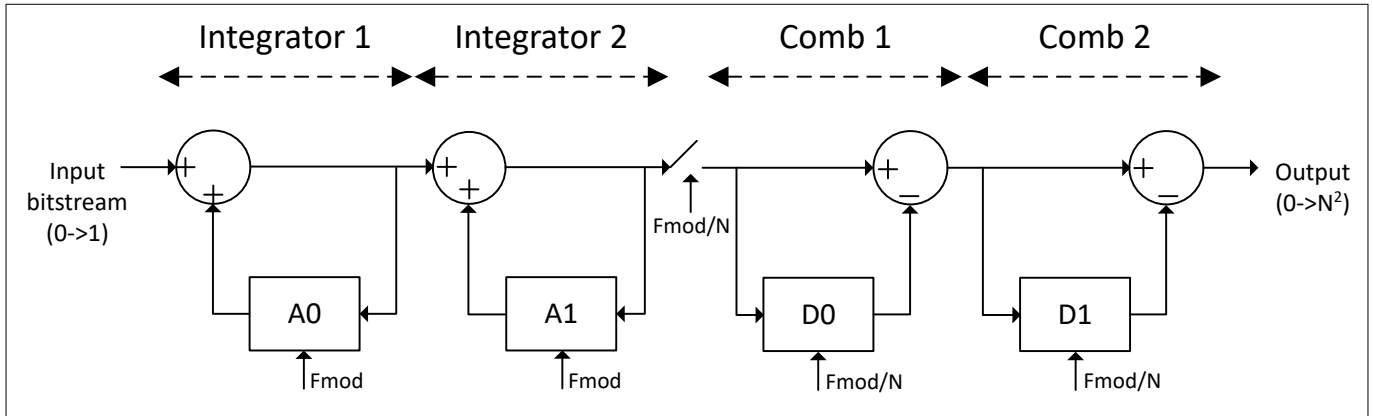 Integrator 1
Integrator 2
Comb 1
Comb 2
Input
bitstream
(0->1)
+
+
+
+
Fmod/N
+
−
+
−
Output
(0->N²)
A0
A1
D0
D1
Fmod
Fmod
Fmod/N
Fmod/N